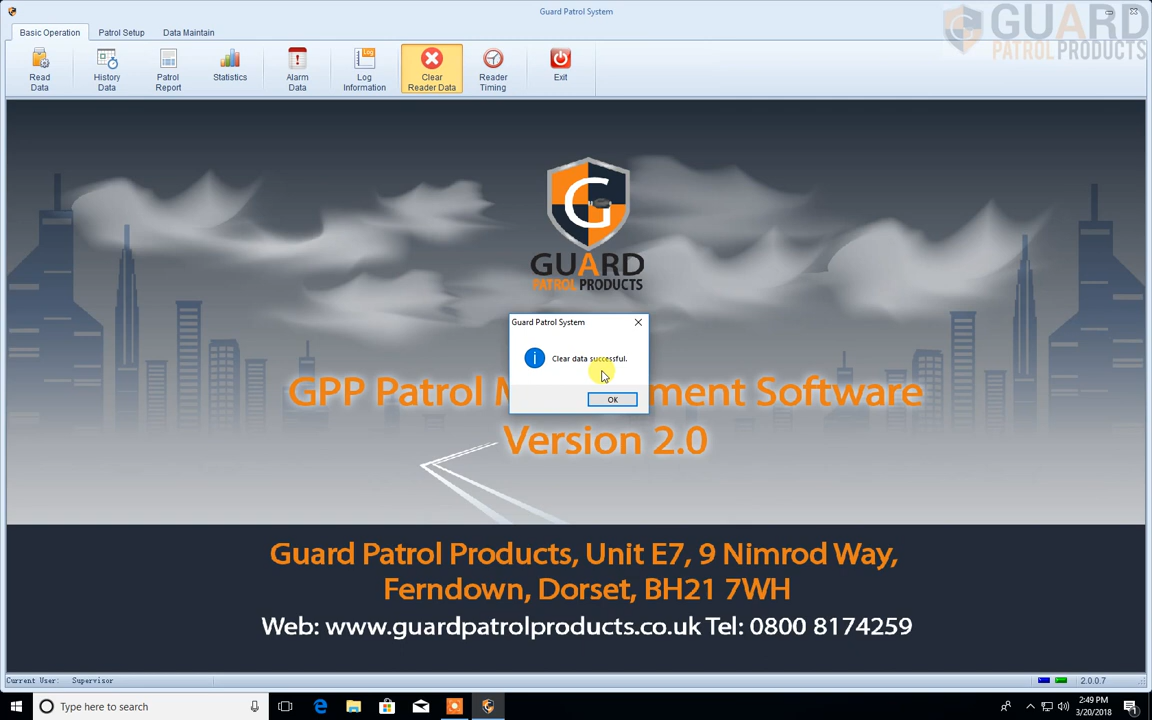 Guard Patrol System
GUARD
PATROL PRODUCTS
Basic Operation Patrol Setup Data Maintain
Read
Data
History
Data
Patrol
Report
Statistics
Alarm
Data
Log
Log
Information
Clear
Reader Data
Reader
Timing
Exit
G
GUARD
PATROL PRODUCTS
Guard Patrol System
Clear data successful.
OK
GPP Patrol M ment Software
Version 2.0
Guard Patrol Products, Unit E7, 9 Nimrod Way,
Ferndown, Dorset, BH21 7WH
Web: www.guardpatrolproducts.co.uk Tel: 0800 8174259
Current User: Supervisor
2.0.0.7
Type here to search
2:49 PM
3/20/2018